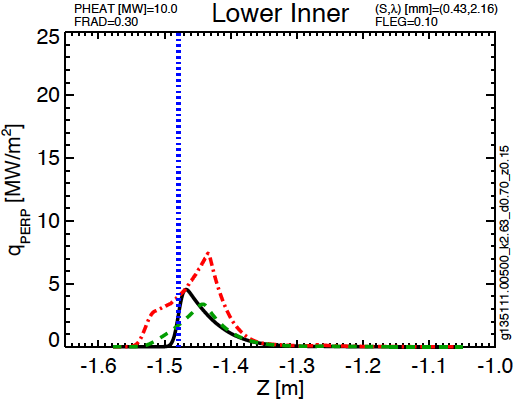 PHEAT [MW]=10.0
FRAD=0.30
Lower Inner
(S,λ) [mm]=(0.43,2.16)
FLEG=0.10
25
20
15
10
5
0
qPERP [MW/m2]
-1.6 -1.5 -1.4 -1.3 -1.2 -1.1 -1.0
Z [m]
g135111.00500_k2.63_d0.70_z0.15